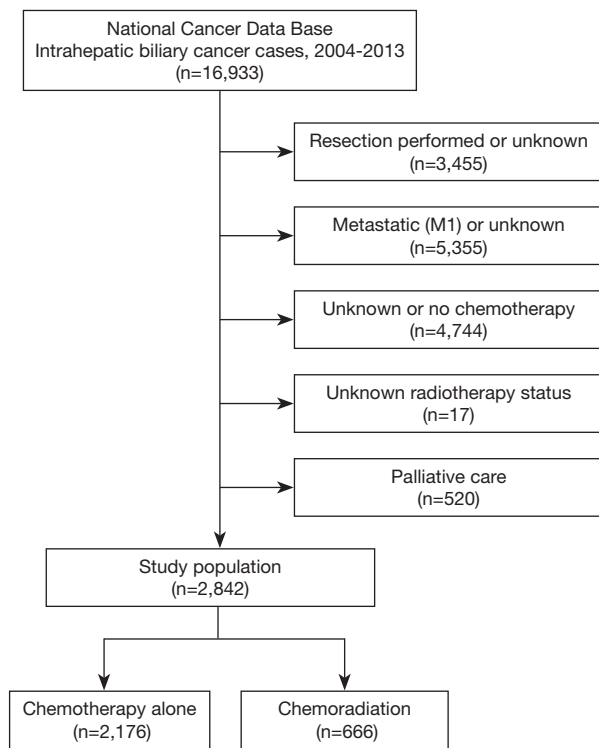 National Cancer Data Base
Intrahepatic biliary cancer cases, 2004-2013
(n=16,933)
Resection performed or unknown
(n=3,455)
Metastatic (M1) or unknown
(n=5,355)
Unknown or no chemotherapy
(n=4,744)
Unknown radiotherapy status
(n=17)
Palliative care
(n=520)
Study population
(n=2,842)
Chemotherapy alone
(n=2,176)
Chemoradiation
(n=666)